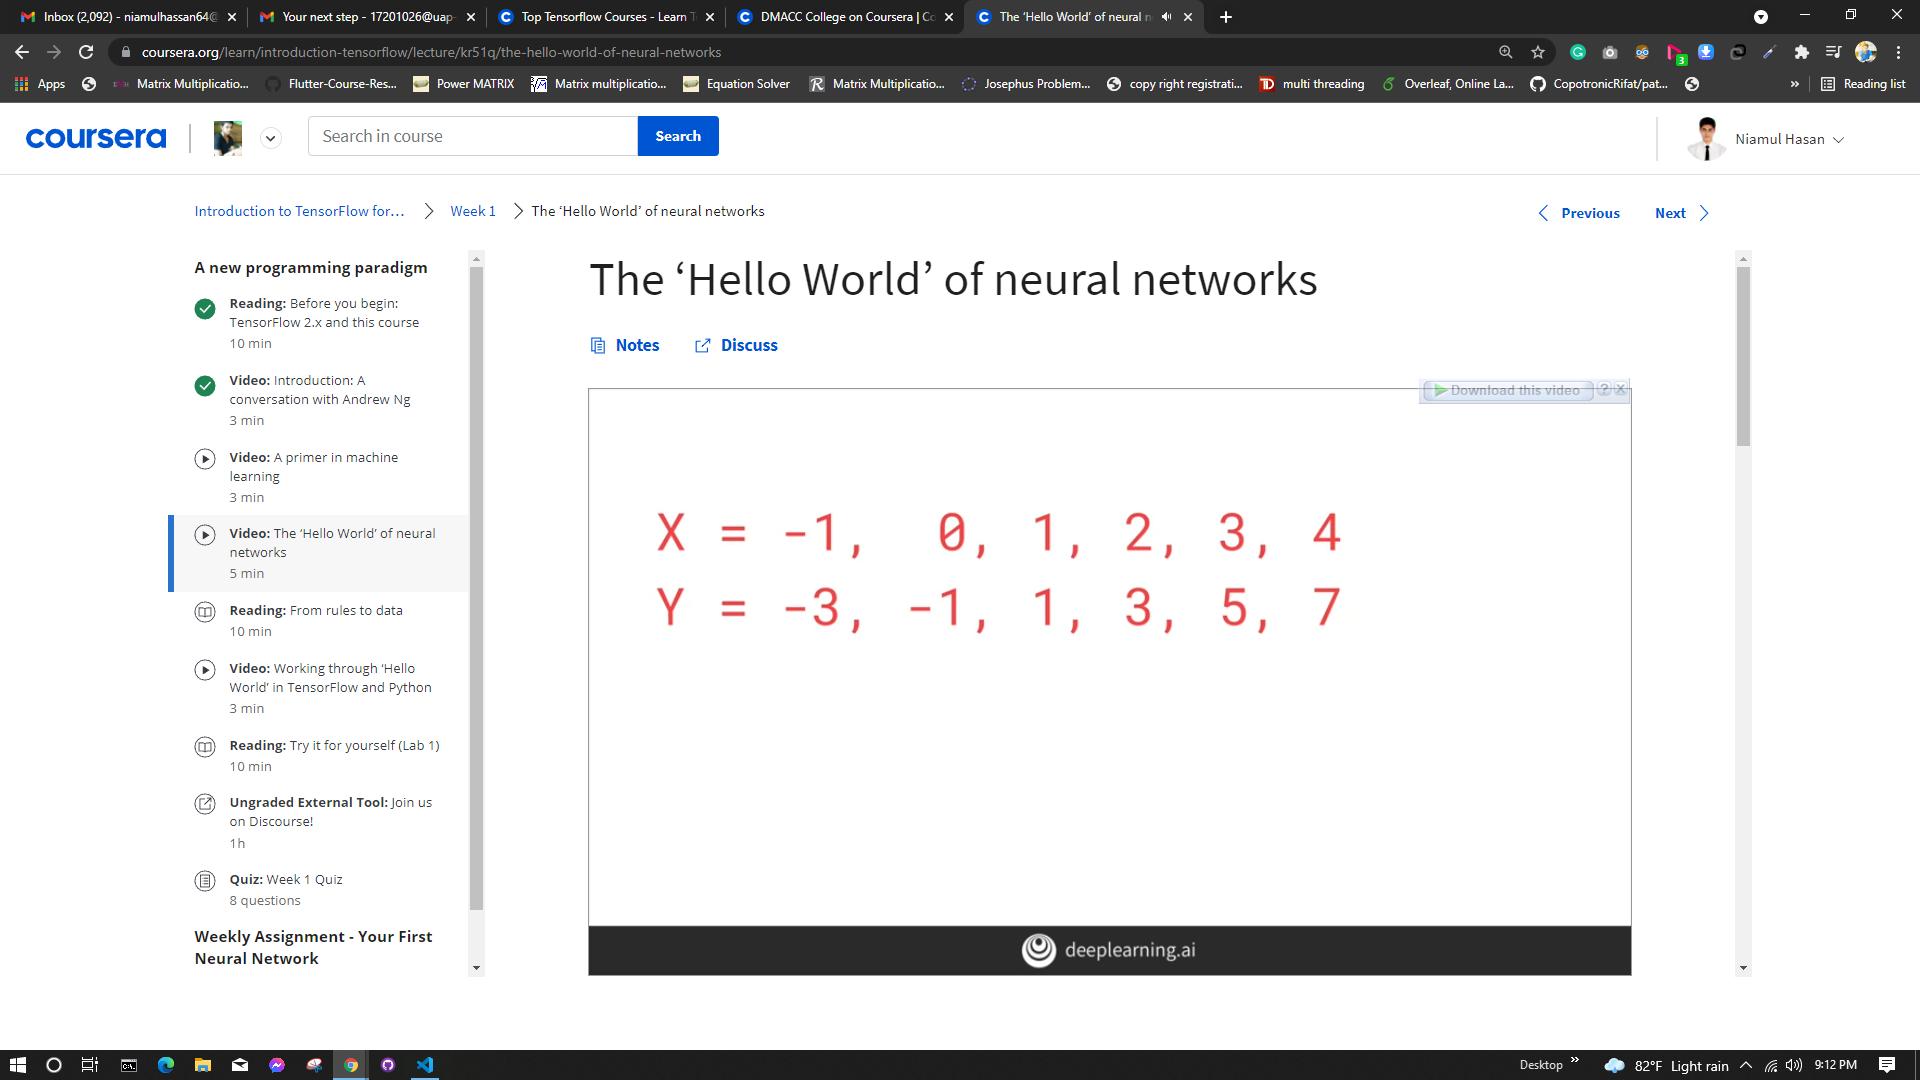 Inbox (2,092) - niamulhassan64@
Your next step - 17201026@uap-
Top Tensorflow Courses - Learn T
DMACC College on Coursera | Co
The ‘Hello World’ of neural n
coursera.org/learn/introduction-tensorflow/lecture/kr51q/the-hello-world-of-neural-networks
3
Apps
Matrix Multiplicatio...
Flutter-Course-Res...
Power MATRIX
Matrix multiplicatio...
Equation Solver
Matrix Multiplicatio...
Josephus Problem...
copy right registrati...
multi threading
Overleaf, Online La...
CopotronicRifat/pat...
»
Reading list
coursera
Search in course
Search
Niamul Hasan
Introduction to TensorFlow for...
Week 1
The ‘Hello World’ of neural networks
Previous
Next
A new programming paradigm
Reading: Before you begin:
TensorFlow 2.x and this course
10 min
Video: Introduction: A
conversation with Andrew Ng
3 min
Video: A primer in machine
learning
3 min
Video: The ‘Hello World’ of neural
networks
5 min
Reading: From rules to data
10 min
Video: Working through ‘Hello
World’ in TensorFlow and Python
3 min
Reading: Try it for yourself (Lab 1)
10 min
Ungraded External Tool: Join us
on Discourse!
1h
Quiz: Week 1 Quiz
8 questions
Weekly Assignment - Your First
Neural Network
The ‘Hello World’ of neural networks
Notes
Discuss
Download this video
?
X = -1, 0, 1, 2, 3, 4
Y = -3, -1, 1, 3, 5, 7
deeplearning.ai
Desktop »
82°F Light rain
9:12 PM